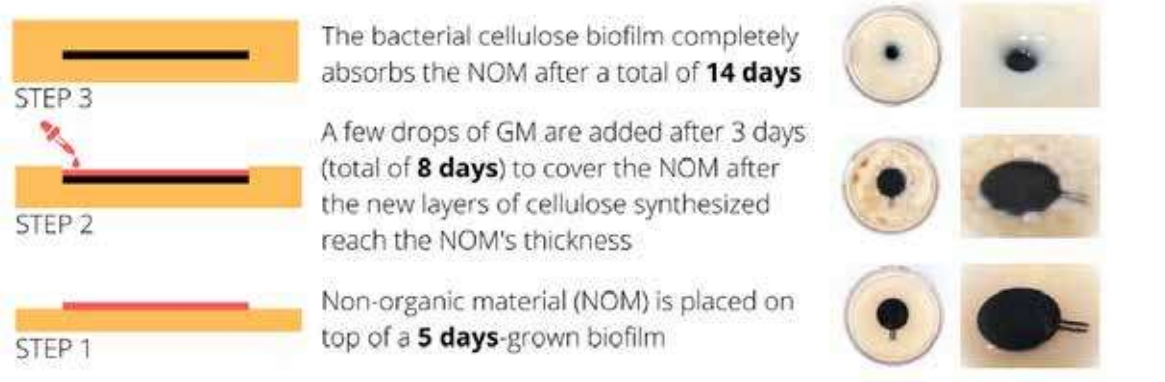 The bacterial cellulose biofilm completely
absorbs the NOM after a total of 14 days
STEP 3
A few drops of GM are added after 3 days
(total of 8 days) to cover the NOM after
the new layers of cellulose synthesized
reach the NOM's thickness
STEP 2
Non-organic material (NOM) is placed on
top of a 5 days-grown biofilm
STEP 1